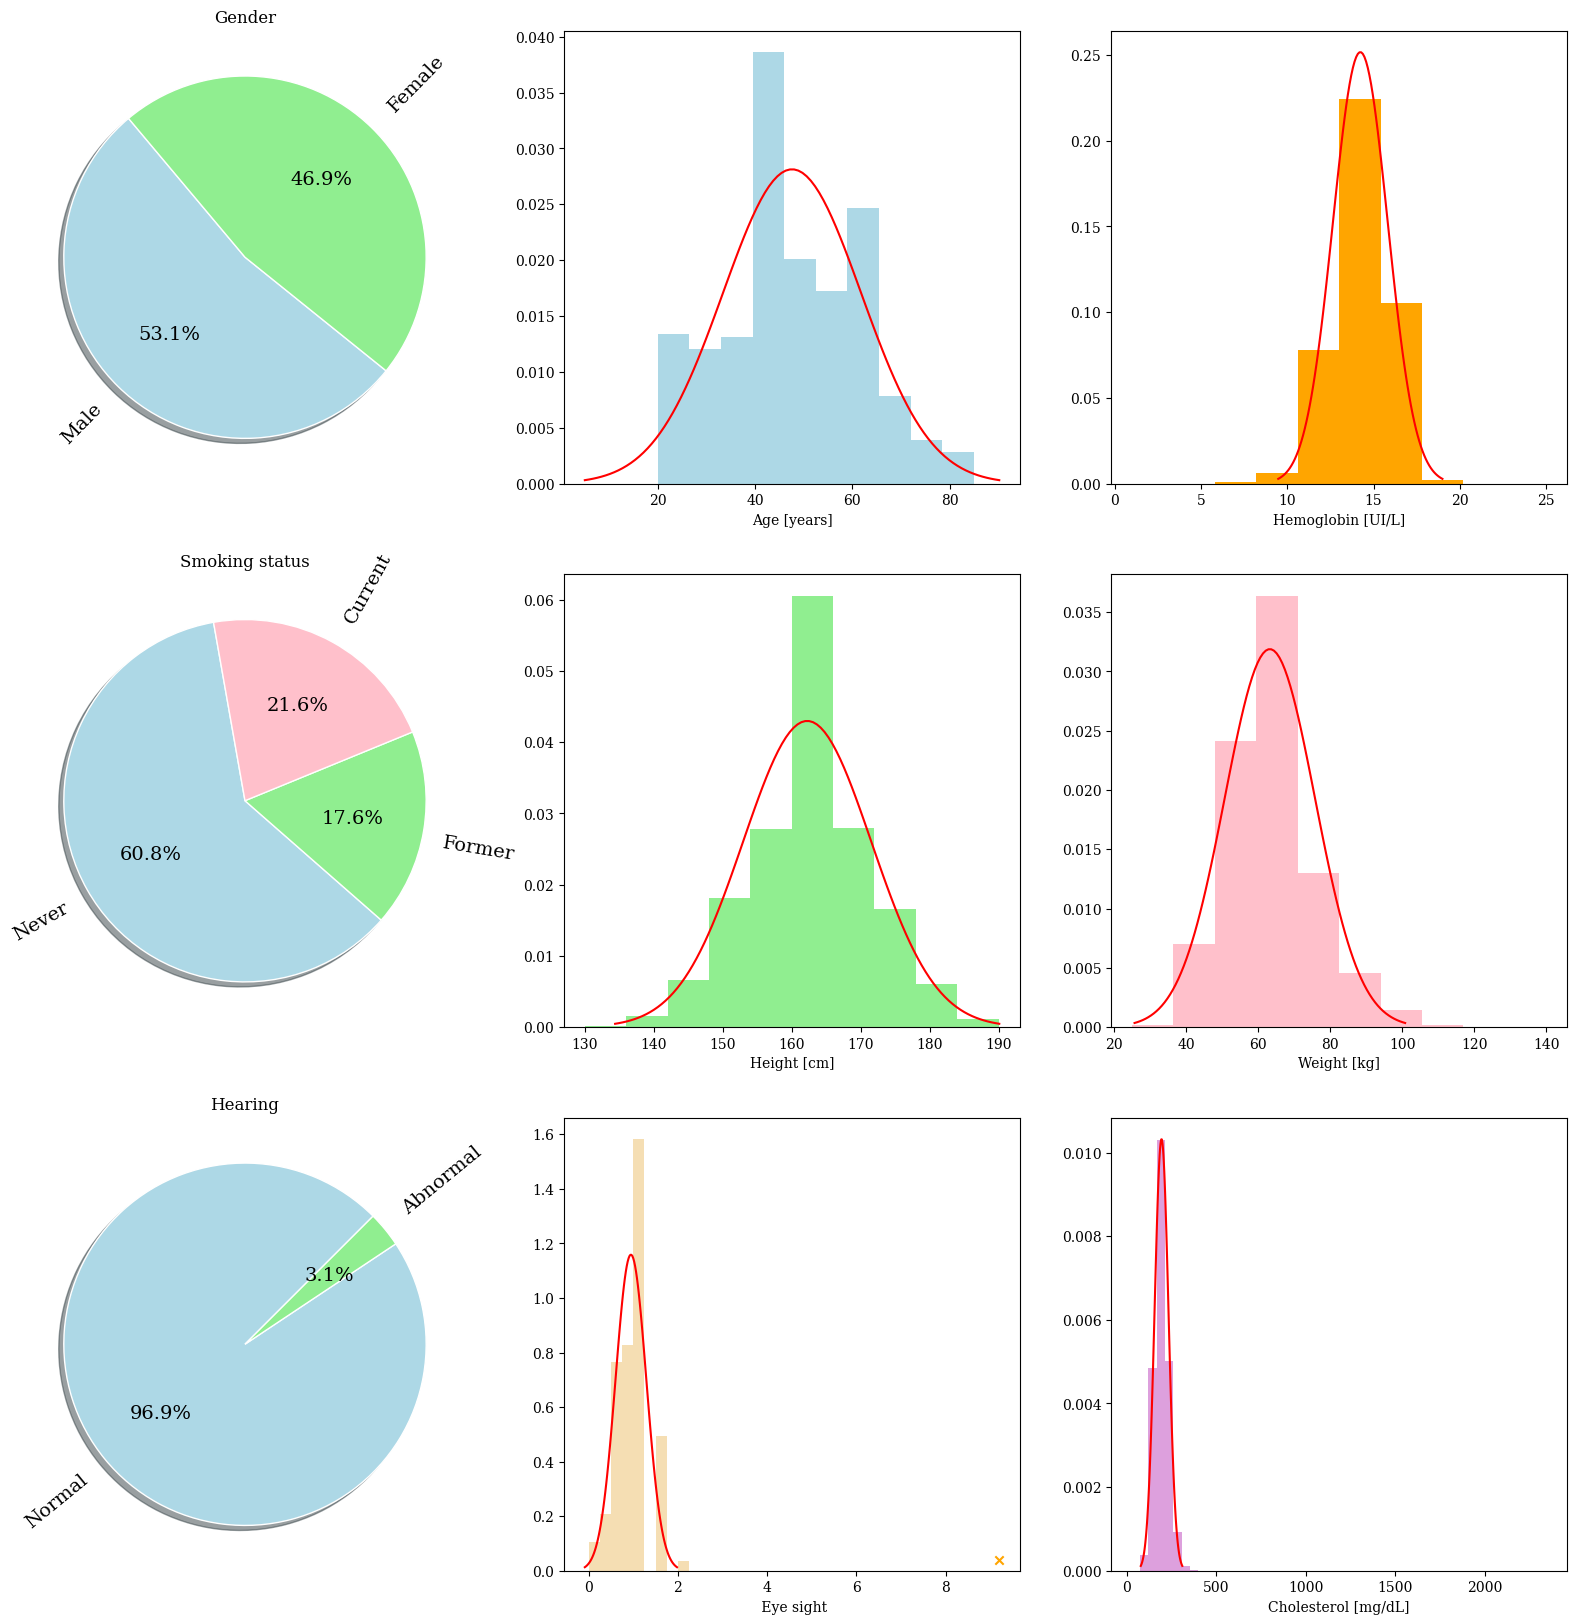 Gender
Female
46.9%
53.1%
Male
0.040
0.035
0.030
0.025
0.020
0.015
0.010
0.005
0.000
20 40 60 80
Age [years]
0.25
0.20
0.15
0.10
0.05
0.00
0 5 10 15 20 25
Hemoglobin [UI/L]
Smoking status
Current
21.6%
17.6%
Former
60.8%
Never
0.06
0.05
0.04
0.03
0.02
0.01
0.00
130 140 150 160 170 180 190
Height [cm]
0.035
0.030
0.025
0.020
0.015
0.010
0.005
0.000
20 40 60 80 100 120 140
Weight [kg]
Hearing
Abnormal
3.1%
96.9%
Normal
1.6
1.4
1.2
1.0
0.8
0.6
0.4
0.2
0.0
0 2 4 6 8
Eye sight
0.010
0.008
0.006
0.004
0.002
0.000
0 500 1000 1500 2000
Cholesterol [mg/dL]